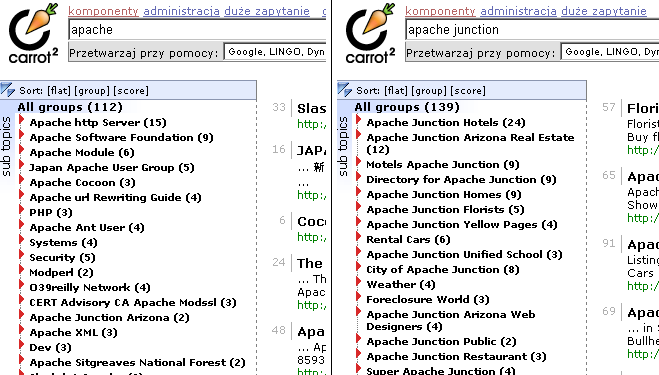 komponenty administracja duże zapytanie
apache
Przetwarzaj przy pomocy: Google, LINGO, Dyn
carrot2
Sort: [flat] [group] [score]
All groups (112)
sub topics
Apache http Server (15)
Apache Software Foundation (9)
Apache Module (6)
Japan Apache User Group (5)
Apache Cocoon (3)
Apache url Rewriting Guide (4)
PHP (3)
Apache Ant User (4)
Systems (4)
Security (5)
Modperl (2)
O39reilly Network (4)
CERT Advisory CA Apache Modssl (3)
Apache Junction Arizona (2)
Apache XML (3)
Dev (3)
Apache Sitgreaves National Forest (2)
33 Slas
http:/
16 JAPA
... 新
...
http:/
6 Coco
http:/
24 The
... Th
Apac
http:/
48 Apa
... Ap
8593
http:/
komponenty administracja duże zapytanie
apache junction
Przetwarzaj przy pomocy: Google, LINGO, Dyn
carrot2
Sort: [flat] [group] [score]
All groups (139)
sub topics
Apache Junction Hotels (24)
Apache Junction Arizona Real Estate
(12)
Motels Apache Junction (9)
Directory for Apache Junction (9)
Apache Junction Homes (9)
Apache Junction Florists (5)
Apache Junction Yellow Pages (4)
Rental Cars (6)
Apache Junction Unified School (3)
City of Apache Junction (8)
Weather (4)
Foreclosure World (3)
Apache Junction Arizona Web
Designers (4)
Apache Junction Public (2)
Apache Junction Restaurant (3)
Super Apache Junction (4)
57 Flori
Florist
Buy fl
http:/
65 Apa
Apach
Show
http:/
91 Apa
Listing
Cars
http:/
69 Apa
... in S
Bullhe
http:/